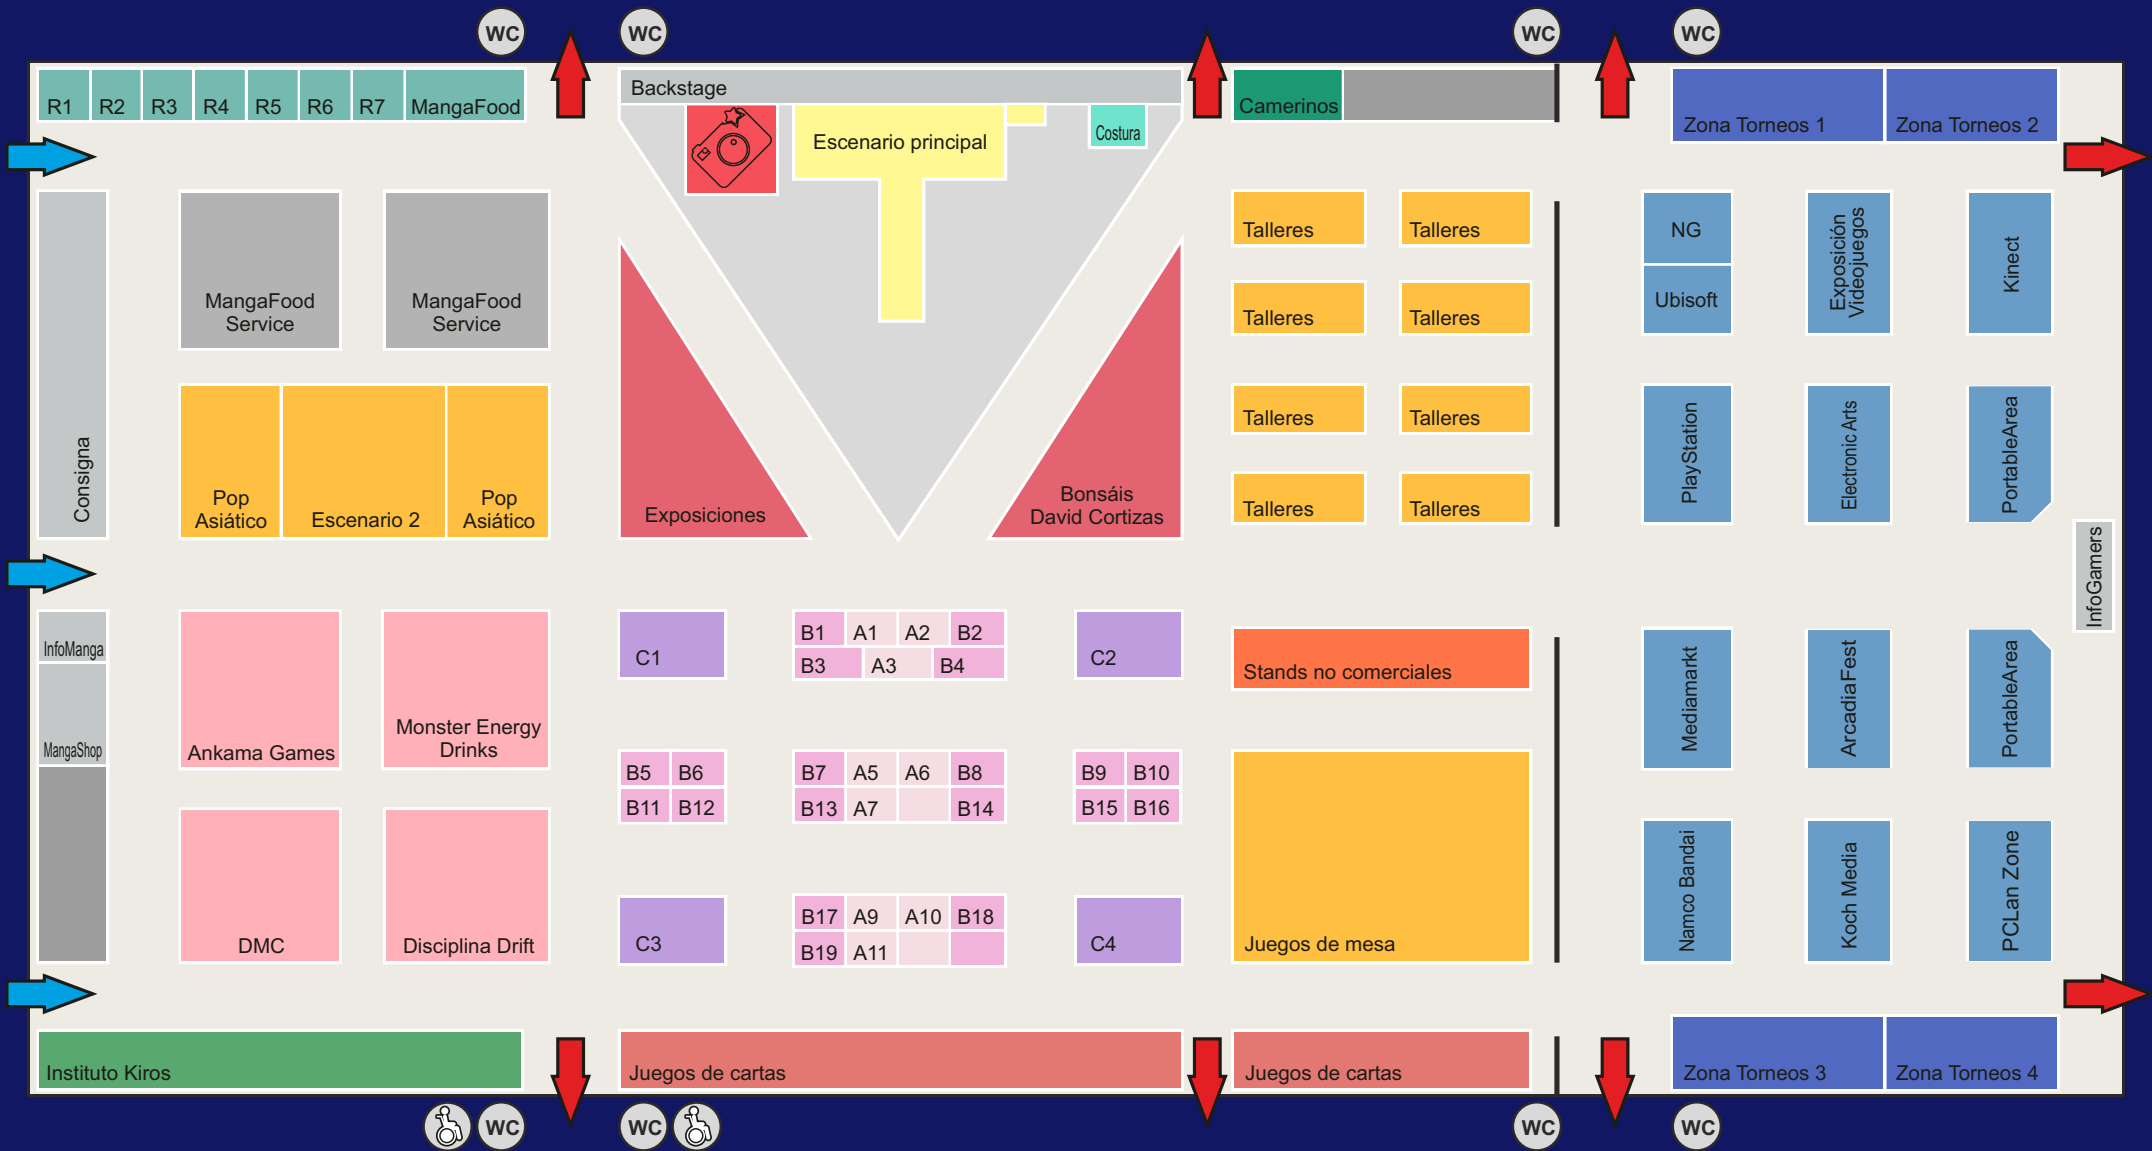 WC
WC
WC
WC
R1
R2
R3
R4
R5
R6
R7
MangaFood
Backstage
Escenario principal
Costura
Camerinos
Zona Torneos 1
Zona Torneos 2
Consigna
MangaFood
Service
MangaFood
Service
Pop
Asiático
Escenario 2
Pop
Asiático
Exposiciones
Bonsáis
David Cortizas
Talleres
Talleres
Talleres
Talleres
Talleres
Talleres
Talleres
Talleres
NG
Ubisoft
Exposición
Videojuegos
Kinect
PlayStation
Electronic Arts
PortableArea
InfoGamers
InfoManga
MangaShop
Ankama Games
Monster Energy
Drinks
DMC
Disciplina Drift
C1
B1
A1
A2
B2
B3
A3
B4
C2
B5
B6
B11
B12
B7
A5
A6
B8
B13
A7
B14
B9
B10
B15
B16
C3
B17
A9
A10
B18
B19
A11
C4
Stands no comerciales
Juegos de mesa
Mediamarkt
ArcadiaFest
PortableArea
Namco Bandai
Koch Media
PCLan Zone
Instituto Kiros
Juegos de cartas
Juegos de cartas
Zona Torneos 3
Zona Torneos 4
WC
WC
WC
WC